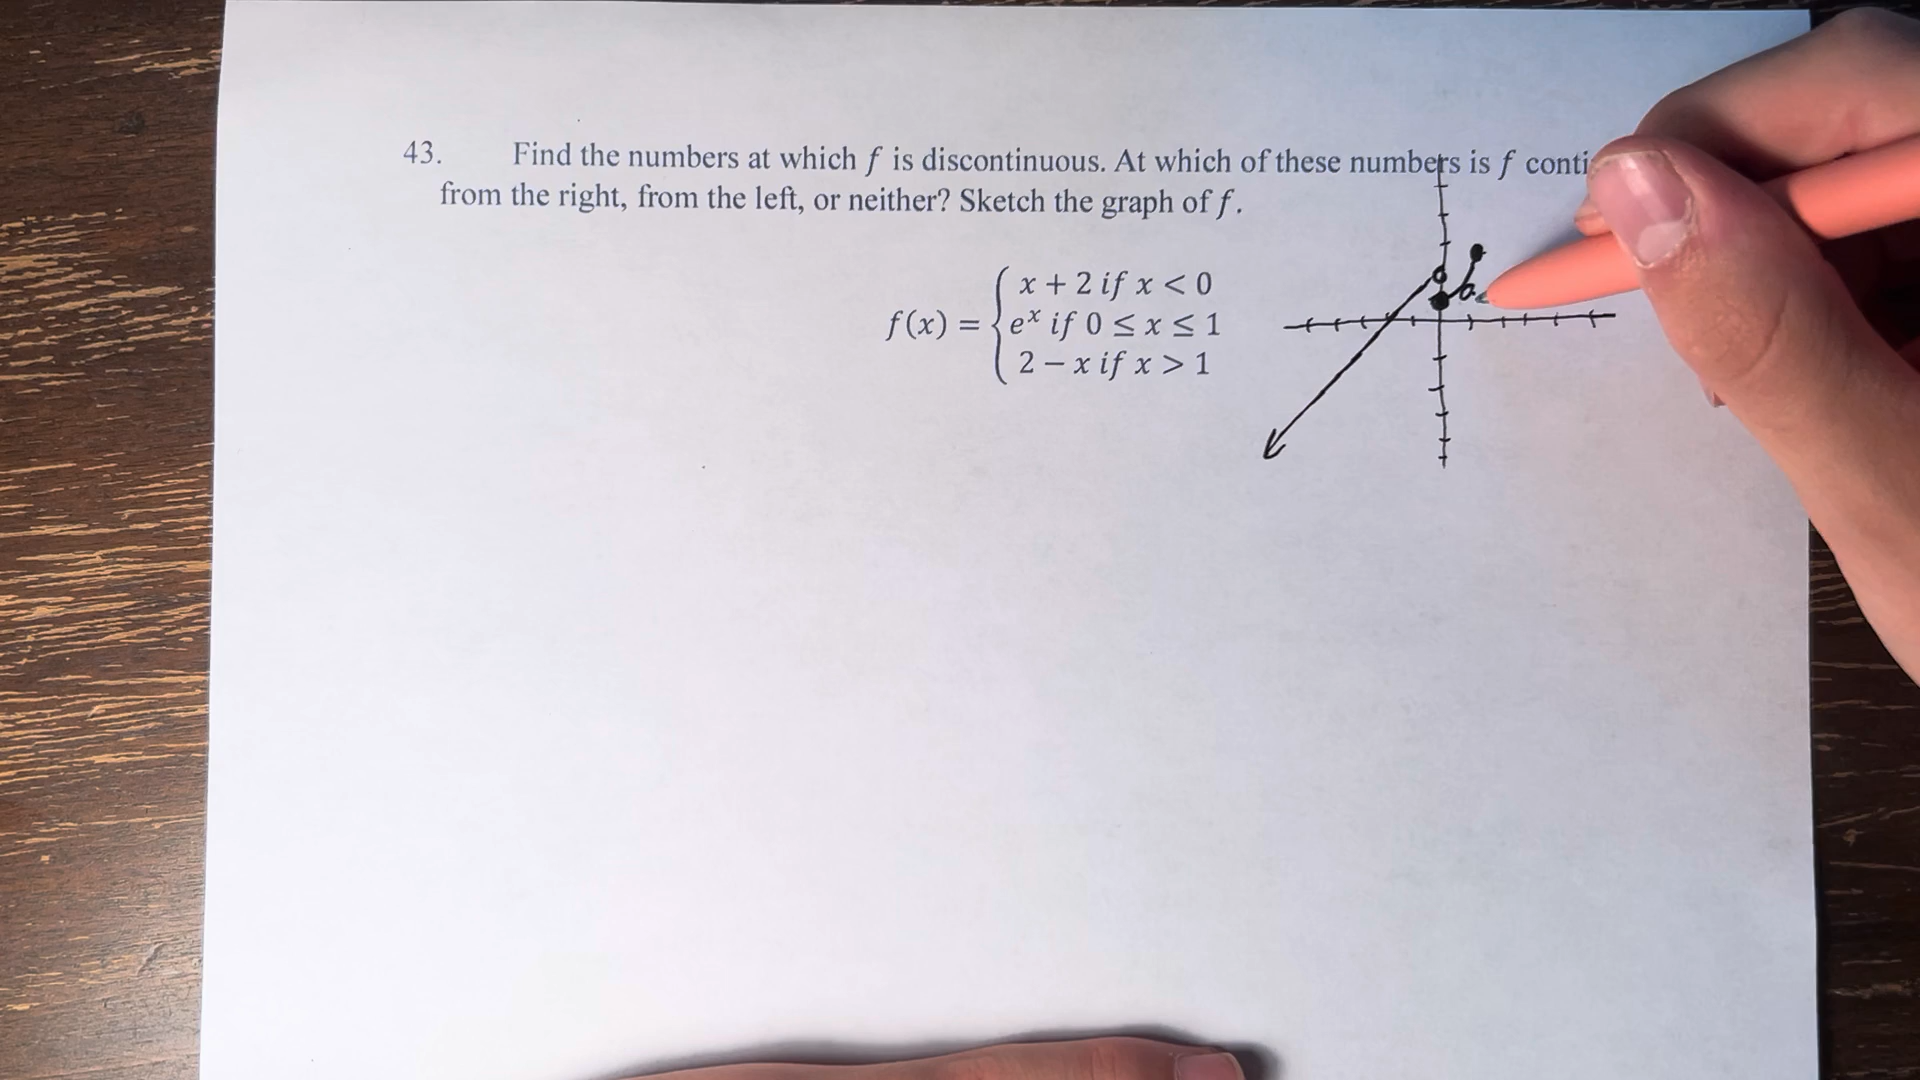 43. Find the numbers at which f is discontinuous. At which of these numbers is f conti
from the right, from the left, or neither? Sketch the graph of f.
x + 2 if x < 0
f(x) = { eˣ if 0 ≤ x ≤ 1
2 − x if x > 1